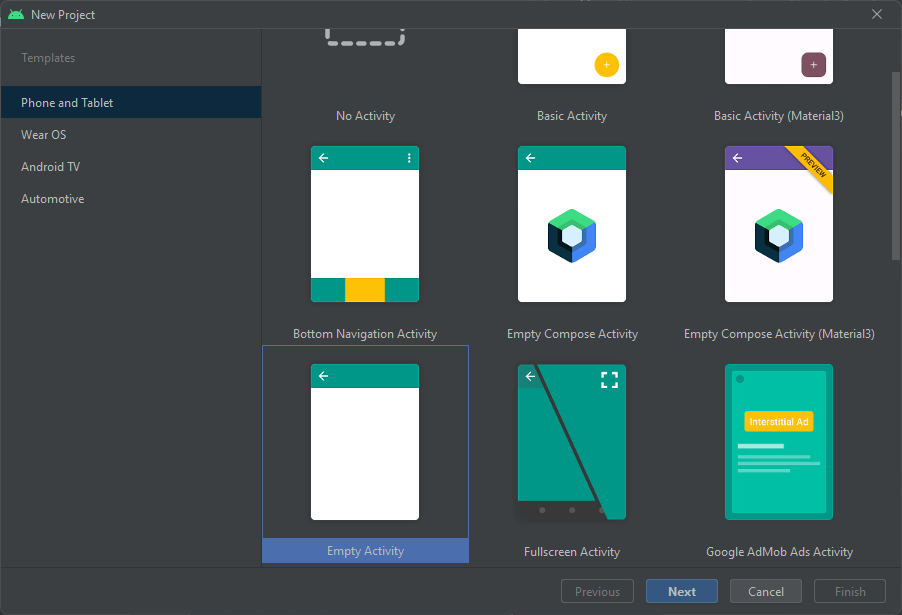 New Project
Templates
Phone and Tablet
Wear OS
Android TV
Automotive
No Activity
Basic Activity
Basic Activity (Material3)
PREVIEW
Bottom Navigation Activity
Empty Compose Activity
Empty Compose Activity (Material3)
Interstitial Ad
Empty Activity
Fullscreen Activity
Google AdMob Ads Activity
Previous
Next
Cancel
Finish